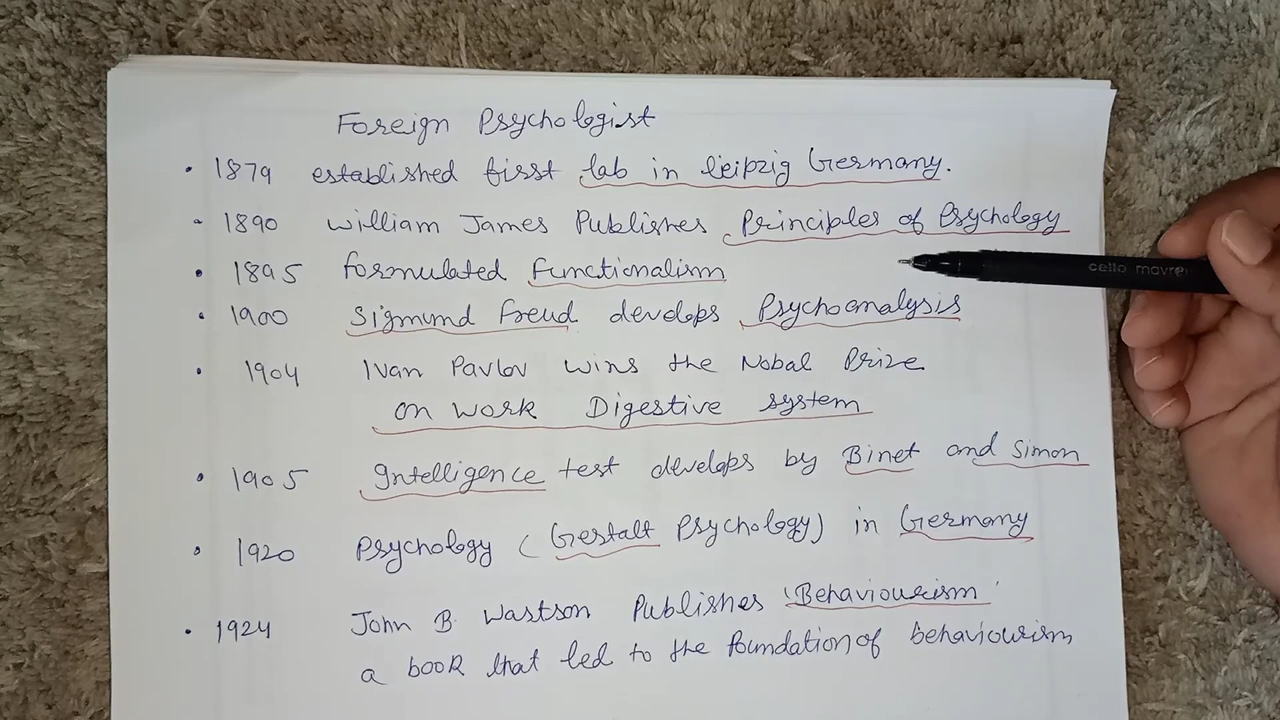 Foreign Psychologist
• 1879 established first lab in leipzig Germany.
- 1890 William James Publishes Principles of Psychology
• 1895 formulated functionalism
cello mavre
• 1900 Sigmund freud develops Psychoanalysis
• 1904 Ivan Pavlov wins the Nobal Prize
on work Digestive system
• 1905 Intelligence test develops by Binet and Simon
• 1920 Psychology (Gestalt Psychology) in Germany
• 1924 John B. Wastson Publishes 'Behaviourism'
a book that led to the foundation of behaviourism